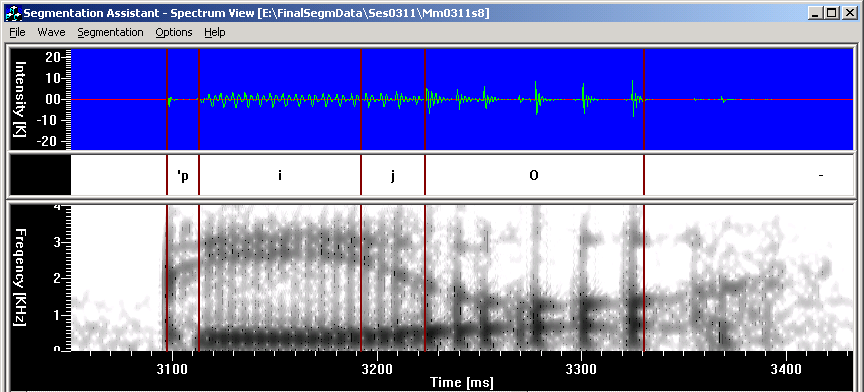 Segmentation Assistant - Spectrum View [E:\FinalSegmData\Ses0311\Mm0311s8]
File Wave Segmentation Options Help
Intensity [K]
20
10
00
-10
-20
'p i j O -
Freqency [KHz]
4
3
2
1
0
3100 3200 3300 3400
Time [ms]